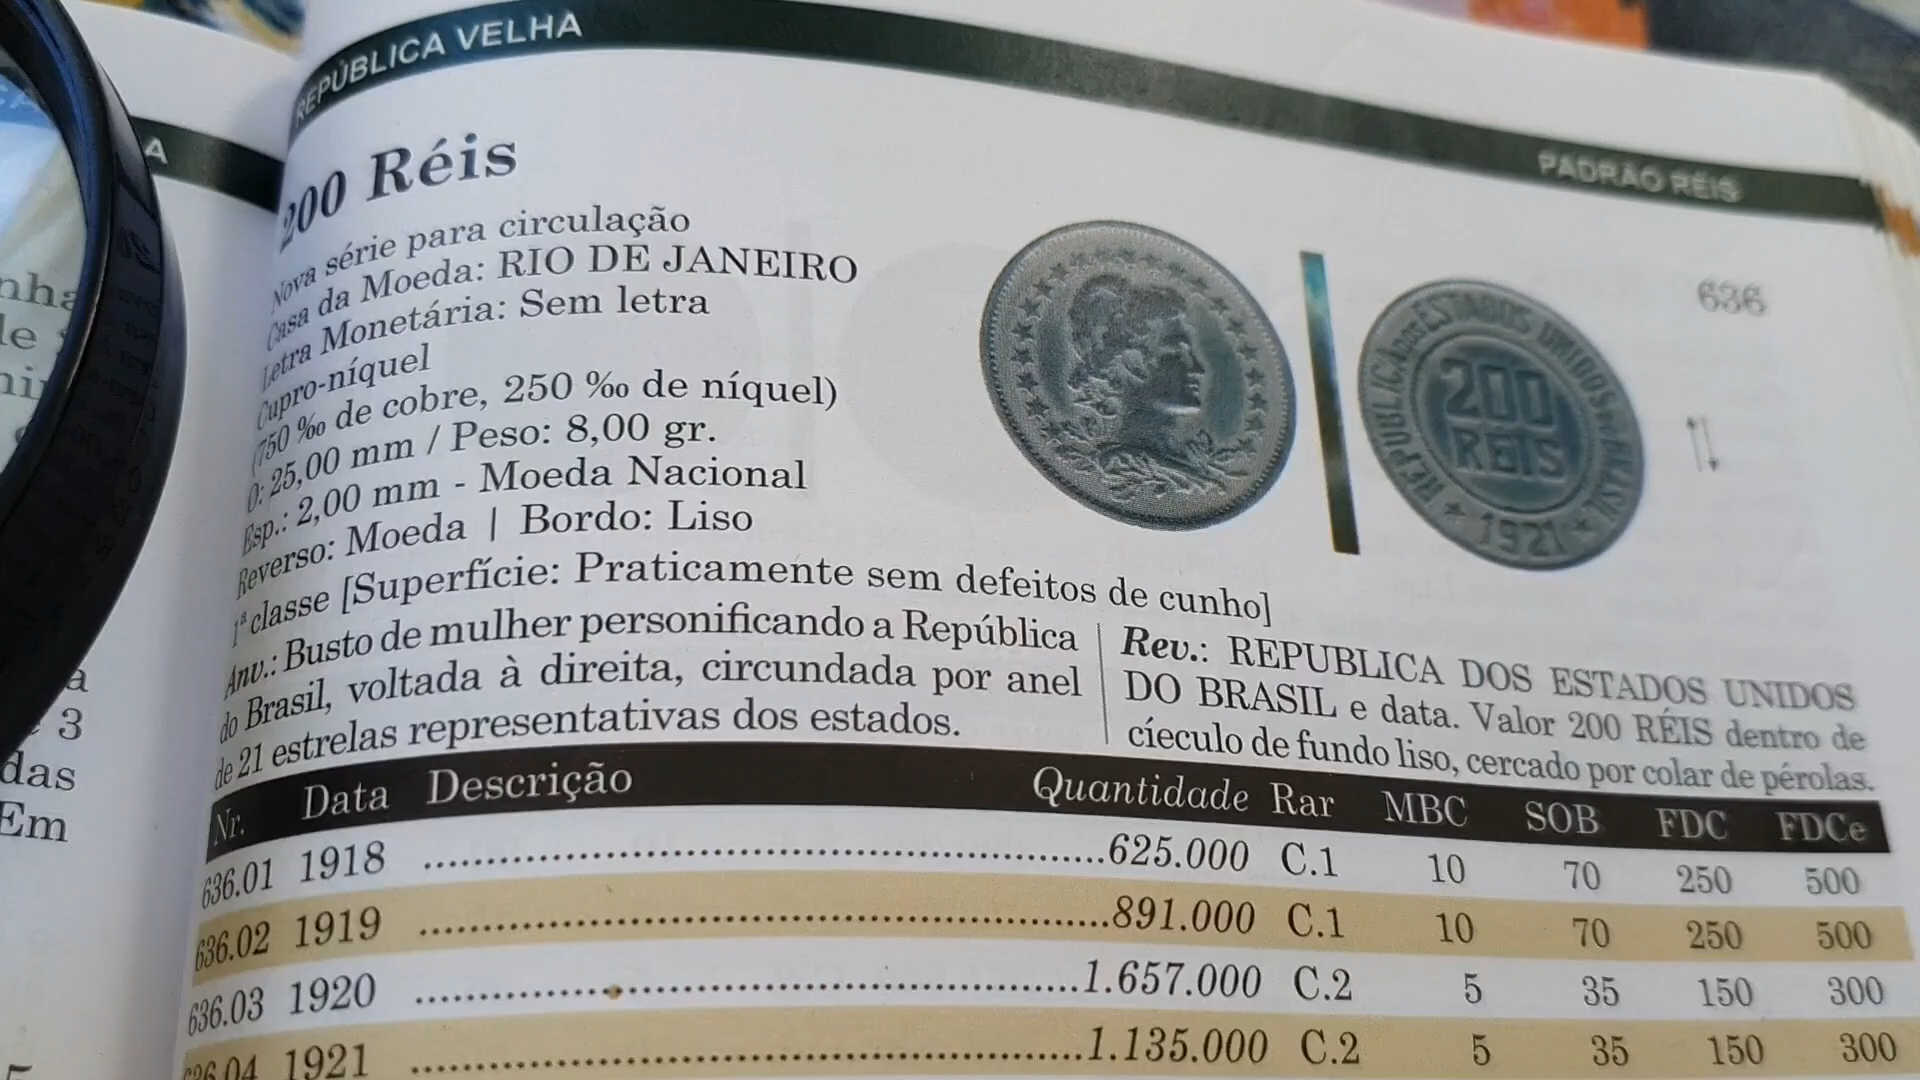 REPÚBLICA VELHA
PADRÃO RÉIS
A
200 Réis
Nova série para circulação
Casa da Moeda: RIO DE JANEIRO
Letra Monetária: Sem letra
Cupro-níquel
(750 ‰ de cobre, 250 ‰ de níquel)
0: 25,00 mm / Peso: 8,00 gr.
Esp.: 2,00 mm - Moeda Nacional
Reverso: Moeda | Bordo: Liso
1ª classe [Superfície: Praticamente sem defeitos de cunho]
636
REPUBLICA DOS ESTADOS UNIDOS DO BRASIL
200
REIS
1921
Anv.: Busto de mulher personificando a República
do Brasil, voltada à direita, circundada por anel
de 21 estrelas representativas dos estados.
Rev.: REPUBLICA DOS ESTADOS UNIDOS
DO BRASIL e data. Valor 200 RÉIS dentro de
cíeculo de fundo liso, cercado por colar de pérolas.
Nr. Data Descrição Quantidade Rar MBC SOB FDC FDCe
636.01 1918 ........ 625.000 C.1 10 70 250 500
636.02 1919 ........ 891.000 C.1 10 70 250 500
636.03 1920 ........ 1.657.000 C.2 5 35 150 300
636.04 1921 ........ 1.135.000 C.2 5 35 150 300
3
das
Em